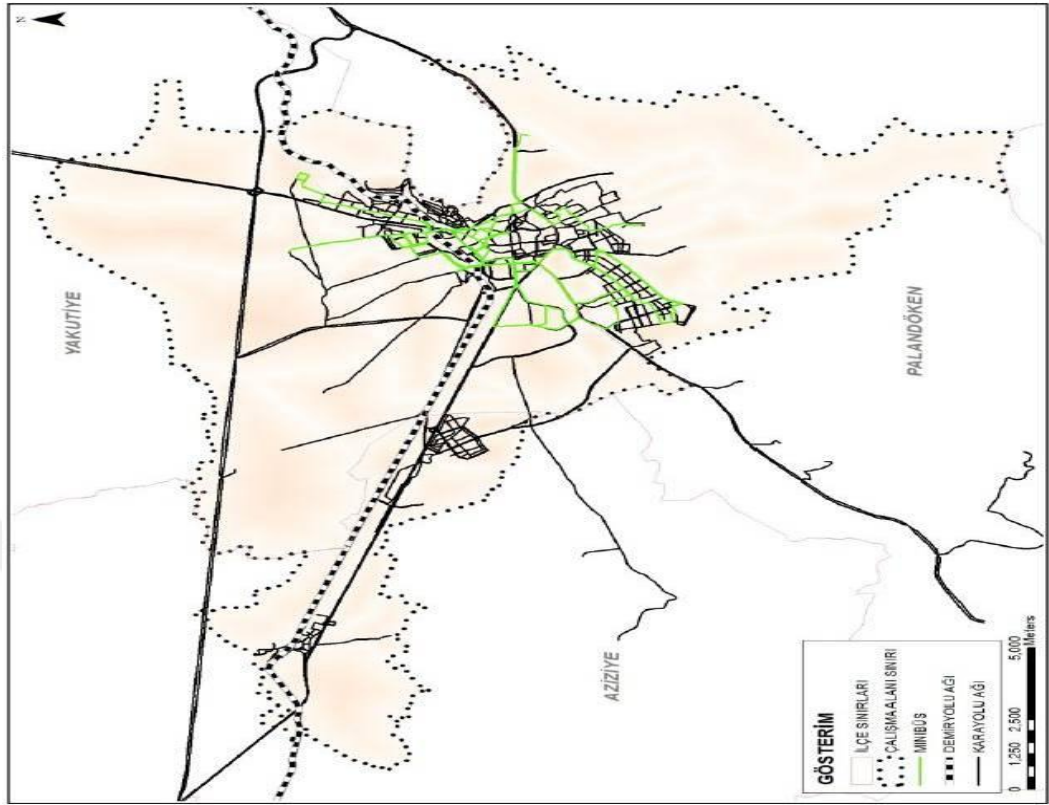 N
YAKUTİYE
PALANDÖKEN
AZİZİYE
GÖSTERİM
İLÇE SINIRLARI
ÇALIŞMA ALANI SINIRI
MİNİBÜS
DEMİRYOLU AĞI
KARAYOLU AĞI
0 1,250 2,500 5,000
Meters